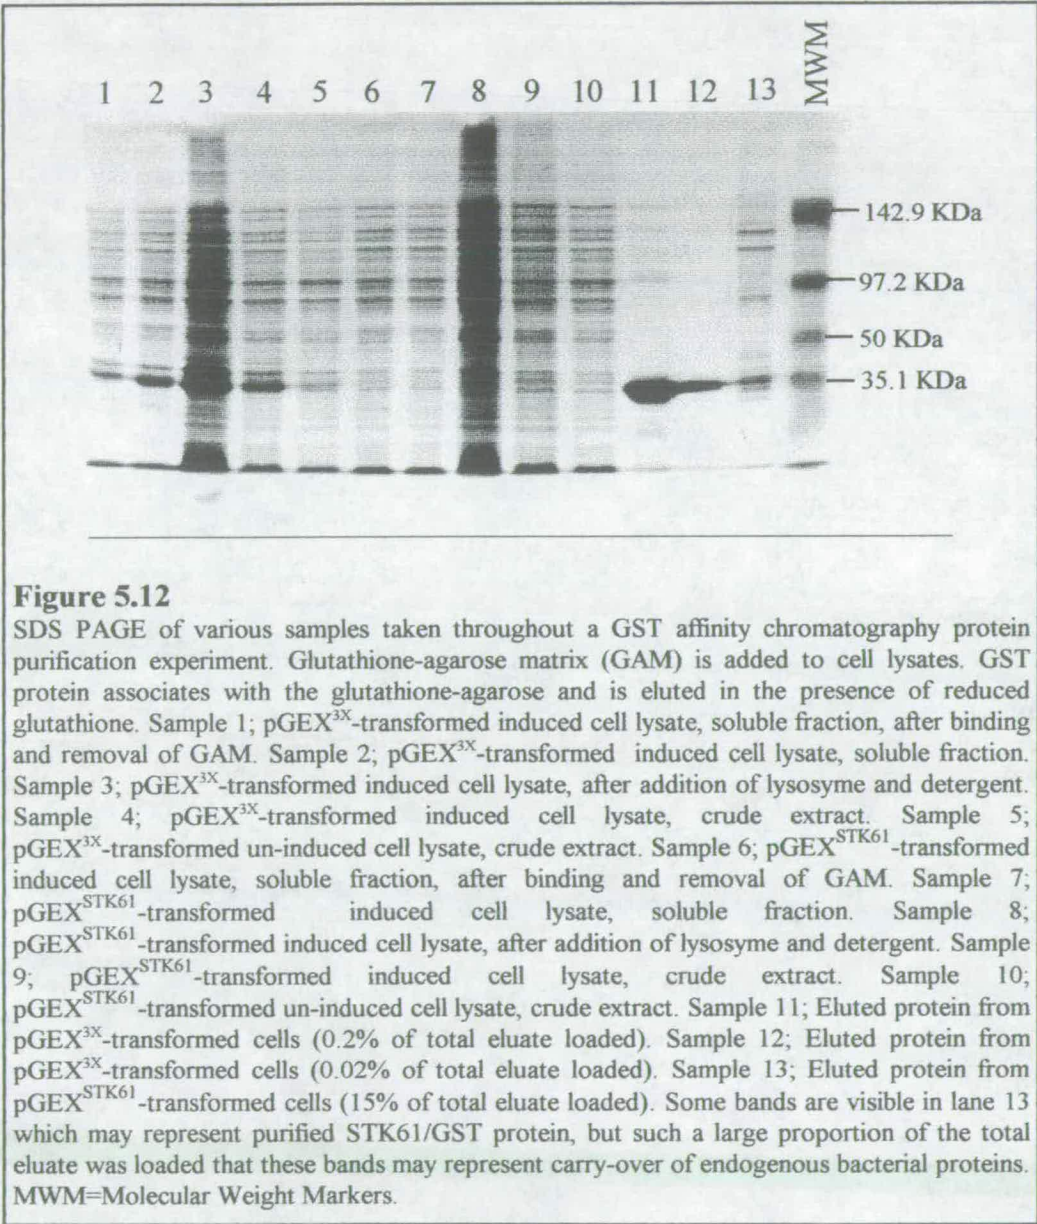 1 2 3 4 5 6 7 8 9 10 11 12 13 MWM
142.9 KDa
97.2 KDa
50 KDa
35.1 KDa
Figure 5.12
SDS PAGE of various samples taken throughout a GST affinity chromatography protein
purification experiment. Glutathione-agarose matrix (GAM) is added to cell lysates. GST
protein associates with the glutathione-agarose and is eluted in the presence of reduced
glutathione. Sample 1; pGEX³ˣ-transformed induced cell lysate, soluble fraction, after binding
and removal of GAM. Sample 2; pGEX³ˣ-transformed induced cell lysate, soluble fraction.
Sample 3; pGEX³ˣ-transformed induced cell lysate, after addition of lysosyme and detergent.
Sample 4; pGEX³ˣ-transformed induced cell lysate, crude extract. Sample 5;
pGEX³ˣ-transformed un-induced cell lysate, crude extract. Sample 6; pGEXSTK61-transformed
induced cell lysate, soluble fraction, after binding and removal of GAM. Sample 7;
pGEXSTK61-transformed induced cell lysate, soluble fraction. Sample 8;
pGEXSTK61-transformed induced cell lysate, after addition of lysosyme and detergent. Sample
9; pGEXSTK61-transformed induced cell lysate, crude extract. Sample 10;
pGEXSTK61-transformed un-induced cell lysate, crude extract. Sample 11; Eluted protein from
pGEX³ˣ-transformed cells (0.2% of total eluate loaded). Sample 12; Eluted protein from
pGEX³ˣ-transformed cells (0.02% of total eluate loaded). Sample 13; Eluted protein from
pGEXSTK61-transformed cells (15% of total eluate loaded). Some bands are visible in lane 13
which may represent purified STK61/GST protein, but such a large proportion of the total
eluate was loaded that these bands may represent carry-over of endogenous bacterial proteins.
MWM=Molecular Weight Markers.